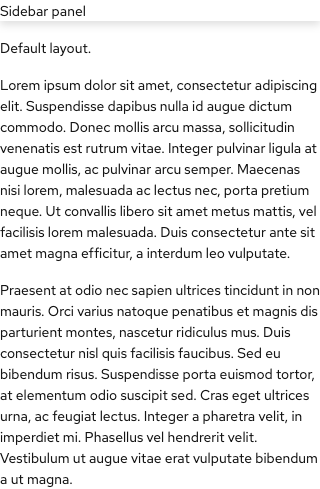 Sidebar panel
Default layout.
Lorem ipsum dolor sit amet, consectetur adipiscing
elit. Suspendisse dapibus nulla id augue dictum
commodo. Donec mollis arcu massa, sollicitudin
venenatis est rutrum vitae. Integer pulvinar ligula at
augue mollis, ac pulvinar arcu semper. Maecenas
nisi lorem, malesuada ac lectus nec, porta pretium
neque. Ut convallis libero sit amet metus mattis, vel
facilisis lorem malesuada. Duis consectetur ante sit
amet magna efficitur, a interdum leo vulputate.
Praesent at odio nec sapien ultrices tincidunt in non
mauris. Orci varius natoque penatibus et magnis dis
parturient montes, nascetur ridiculus mus. Duis
consectetur nisl quis facilisis faucibus. Sed eu
bibendum risus. Suspendisse porta euismod tortor,
at elementum odio suscipit sed. Cras eget ultrices
urna, ac feugiat lectus. Integer a pharetra velit, in
imperdiet mi. Phasellus vel hendrerit velit.
Vestibulum ut augue vitae erat vulputate bibendum
a ut magna.